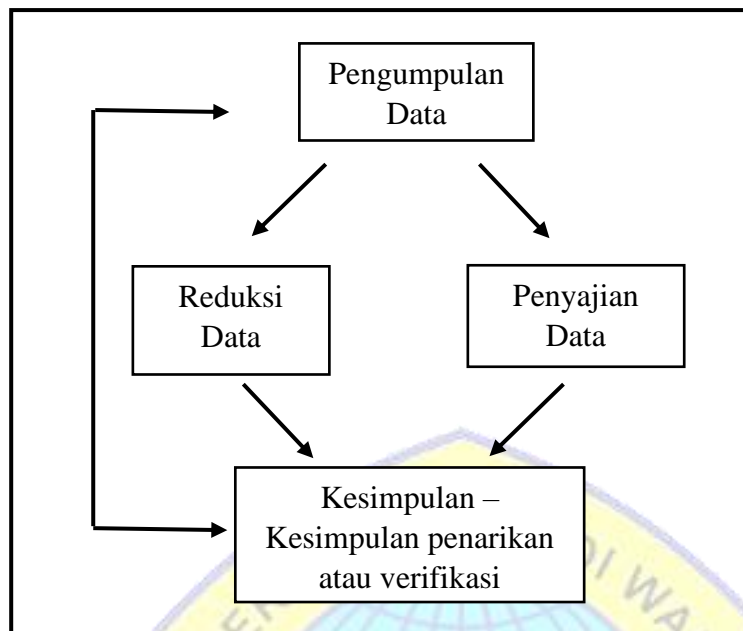 Pengumpulan
Data
Reduksi
Data
Penyajian
Data
Kesimpulan –
Kesimpulan penarikan
atau verifikasi